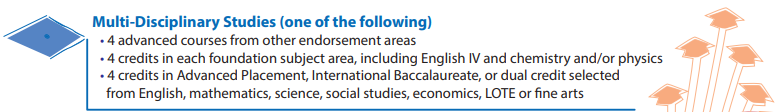 Multi-Disciplinary Studies (one of the following)
• 4 advanced courses from other endorsement areas
• 4 credits in each foundation subject area, including English IV and chemistry and/or physics
• 4 credits in Advanced Placement, International Baccalaureate, or dual credit selected
from English, mathematics, science, social studies, economics, LOTE or fine arts